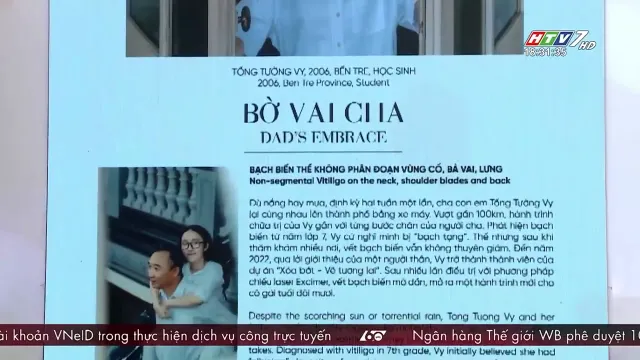 HTV7 HD
18:31:35
TỐNG TƯỜNG VY, 2006, BẾN TRE, HỌC SINH
2006, Ben Tre Province, Student
BỜ VAI CHA
DAD'S EMBRACE
BẠCH BIẾN THỂ KHÔNG PHÂN ĐOẠN VÙNG CỔ, BẢ VAI, LƯNG
Non-segmental Vitiligo on the neck, shoulder blades and back
Dù nắng hay mưa, định kỳ hai tuần một lần, cha con em Tống Tường Vy
lại cùng nhau lên thành phố bằng xe máy. Vượt gần 100km, hành trình
chữa trị của Vy gắn với từng bước chân của người cha. Phát hiện bạch
biến từ năm lớp 7, Vy cứ nghĩ mình bị "bạch tạng". Thế nhưng sau khi
thăm khám nhiều nơi, vết bạch biến vẫn không thuyên giảm. Đến năm
2022, qua lời giới thiệu của một người thân, Vy trở thành thành viên của
dự án "Xóa bớt - Vẽ tương lai". Sau nhiều lần điều trị với phương pháp
chiếu laser Excimer, vết bạch biến mờ dần, mở ra một hành trình mới cho
cô gái tuổi đôi mươi.
Despite the scorching sun or torrential rain, Tong Tuong Vy and her
takes. Diagnosed with vitiligo in 7th grade, Vy initially believed she had
ài khoản VNeID trong thực hiện dịch vụ công trực tuyến
60
Ngân hàng Thế giới WB phê duyệt 10